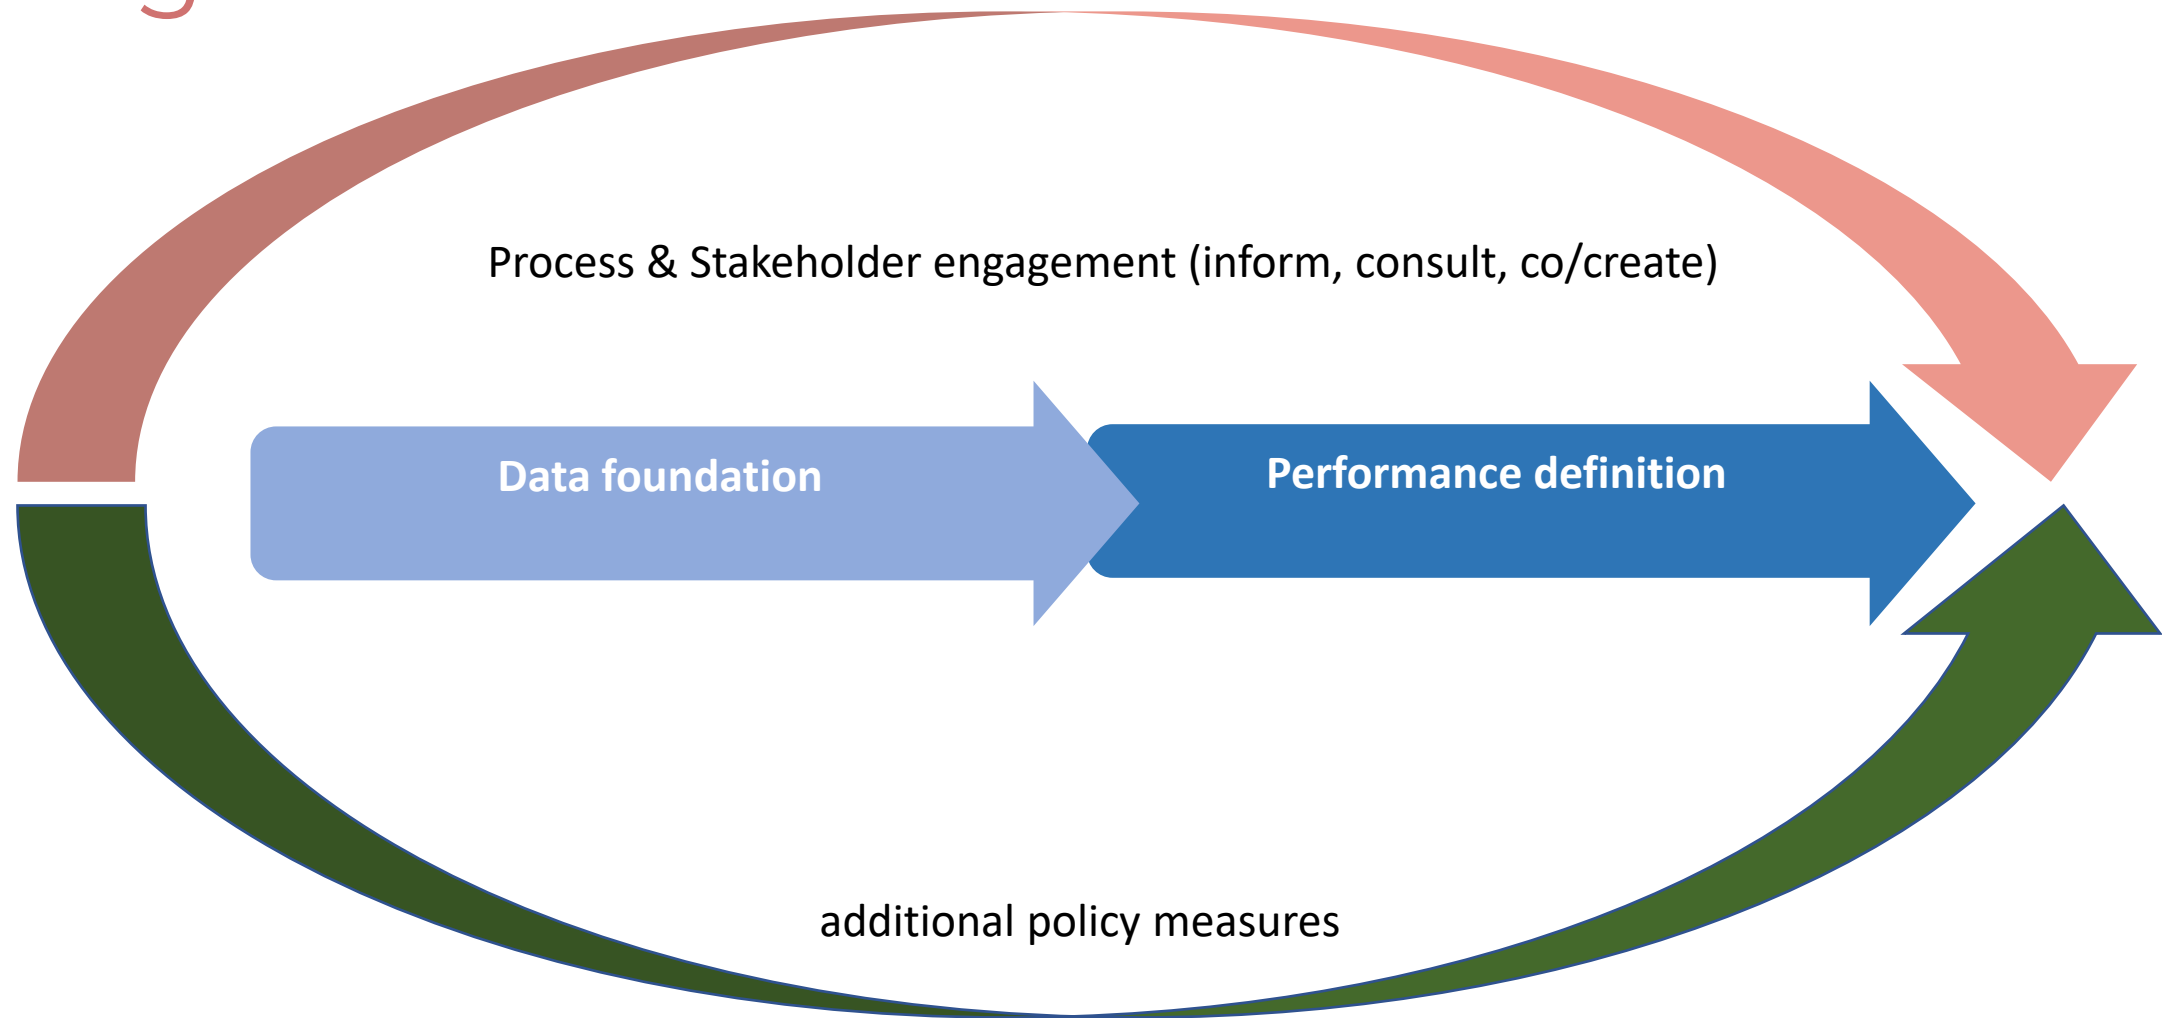 Process & Stakeholder engagement (inform, consult, co/create)
Data foundation
Performance definition
additional policy measures